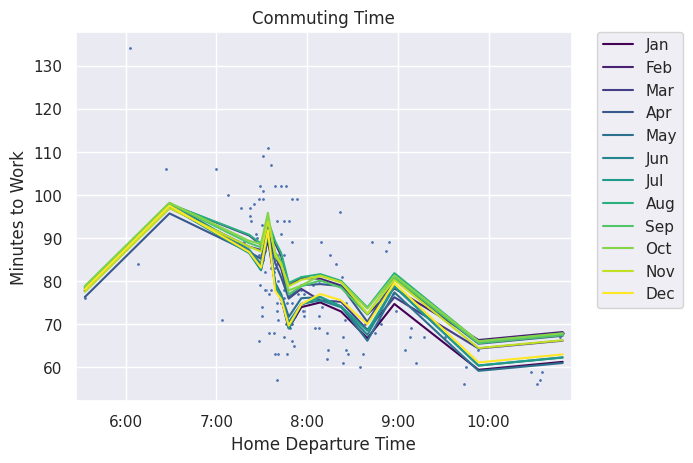 Commuting Time
Minutes to Work
130
120
110
100
90
80
70
60
6:00 7:00 8:00 9:00 10:00
Home Departure Time
Jan
Feb
Mar
Apr
May
Jun
Jul
Aug
Sep
Oct
Nov
Dec